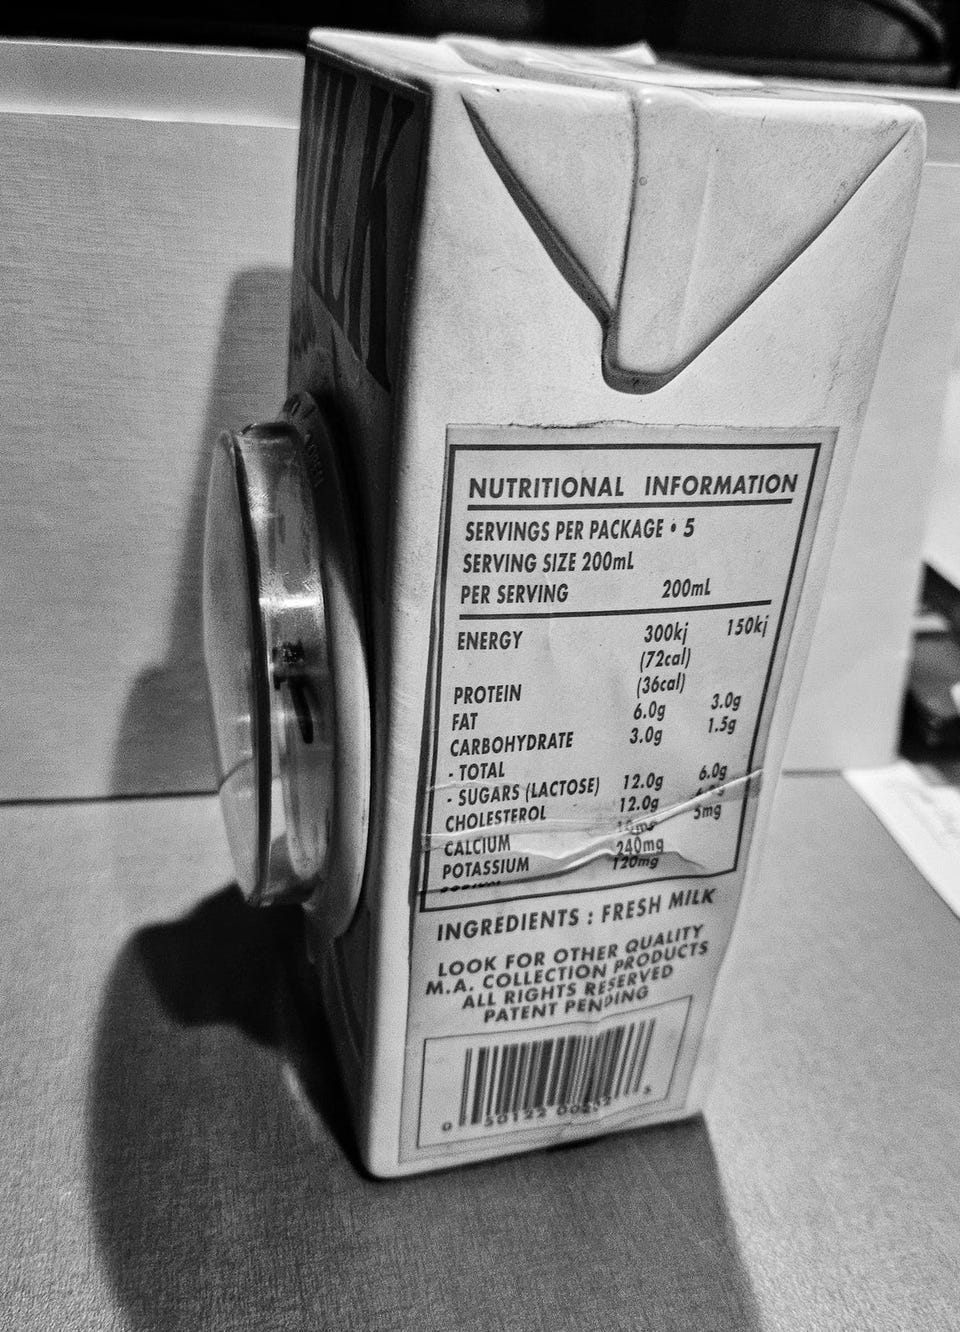 MILK
NUTRITIONAL INFORMATION
SERVINGS PER PACKAGE • 5
SERVING SIZE 200mL
PER SERVING 200mL
ENERGY 300kj 150kj
(72cal)
PROTEIN (36cal)
FAT 6.0g 3.0g
CARBOHYDRATE 3.0g 1.5g
- TOTAL
- SUGARS (LACTOSE) 12.0g 6.0g
CHOLESTEROL 12.0g
CALCIUM 5mg
POTASSIUM 240mg
120mg
INGREDIENTS : FRESH MILK
LOOK FOR OTHER QUALITY
M.A. COLLECTION PRODUCTS
ALL RIGHTS RESERVED
PATENT PENDING